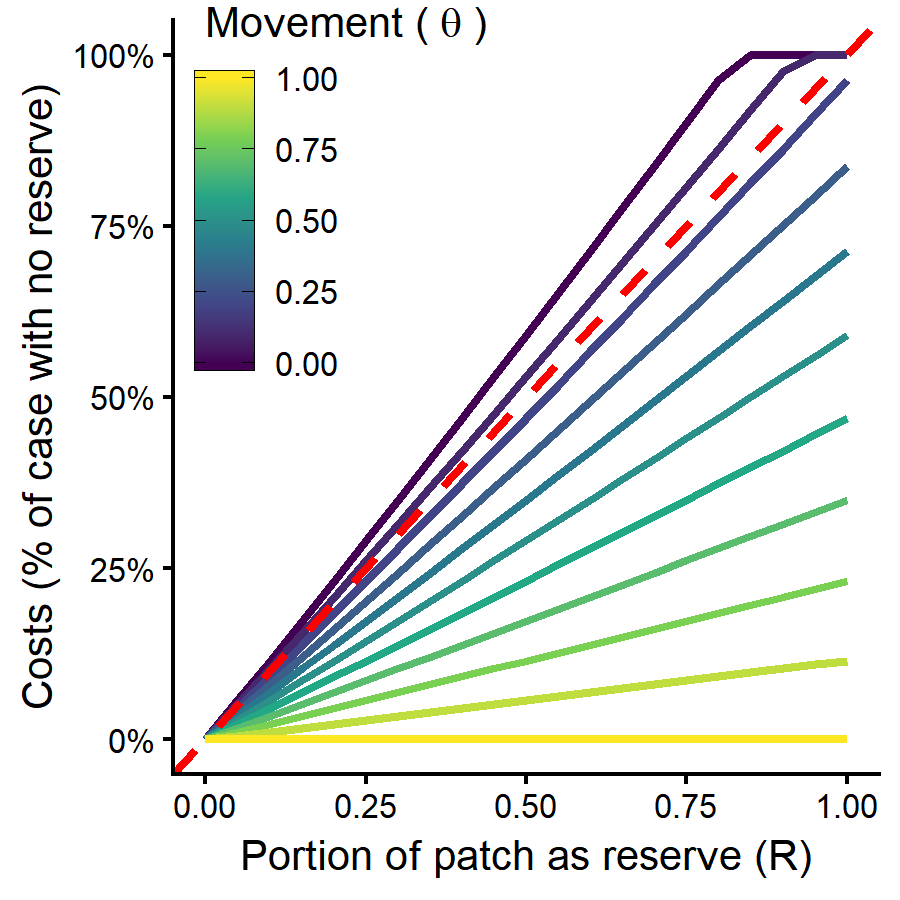 Movement ( θ )
1.00
0.75
0.50
0.25
0.00
Costs (% of case with no reserve)
100%
75%
50%
25%
0%
0.00 0.25 0.50 0.75 1.00
Portion of patch as reserve (R)